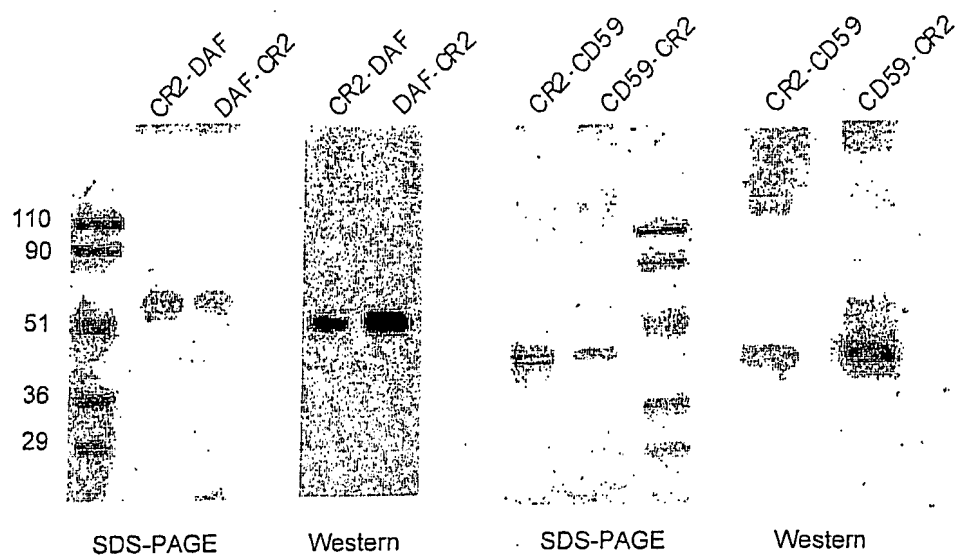 CR2-DAF
DAF-CR2
CR2-DAF
DAF-CR2
CR2-CD59
CD59-CR2
CR2-CD59
CD59-CR2
110
90
51
36
29
SDS-PAGE
Western
SDS-PAGE
Western